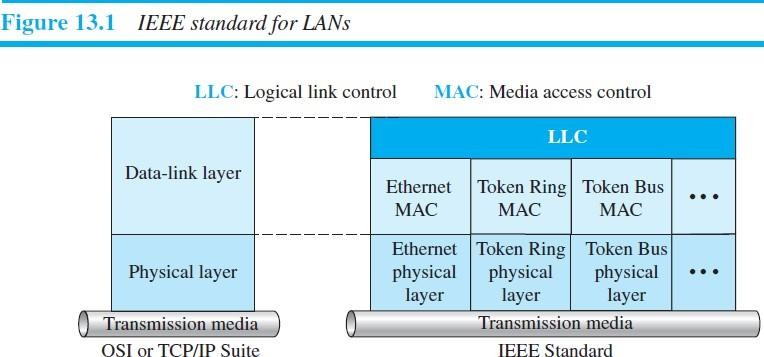 Figure 13.1 IEEE standard for LANs
LLC: Logical link control MAC: Media access control
LLC
Data-link layer
Ethernet MAC
Token Ring MAC
Token Bus MAC
...
Physical layer
Ethernet physical layer
Token Ring physical layer
Token Bus physical layer
...
Transmission media
Transmission media
OSI or TCP/IP Suite
IEEE Standard